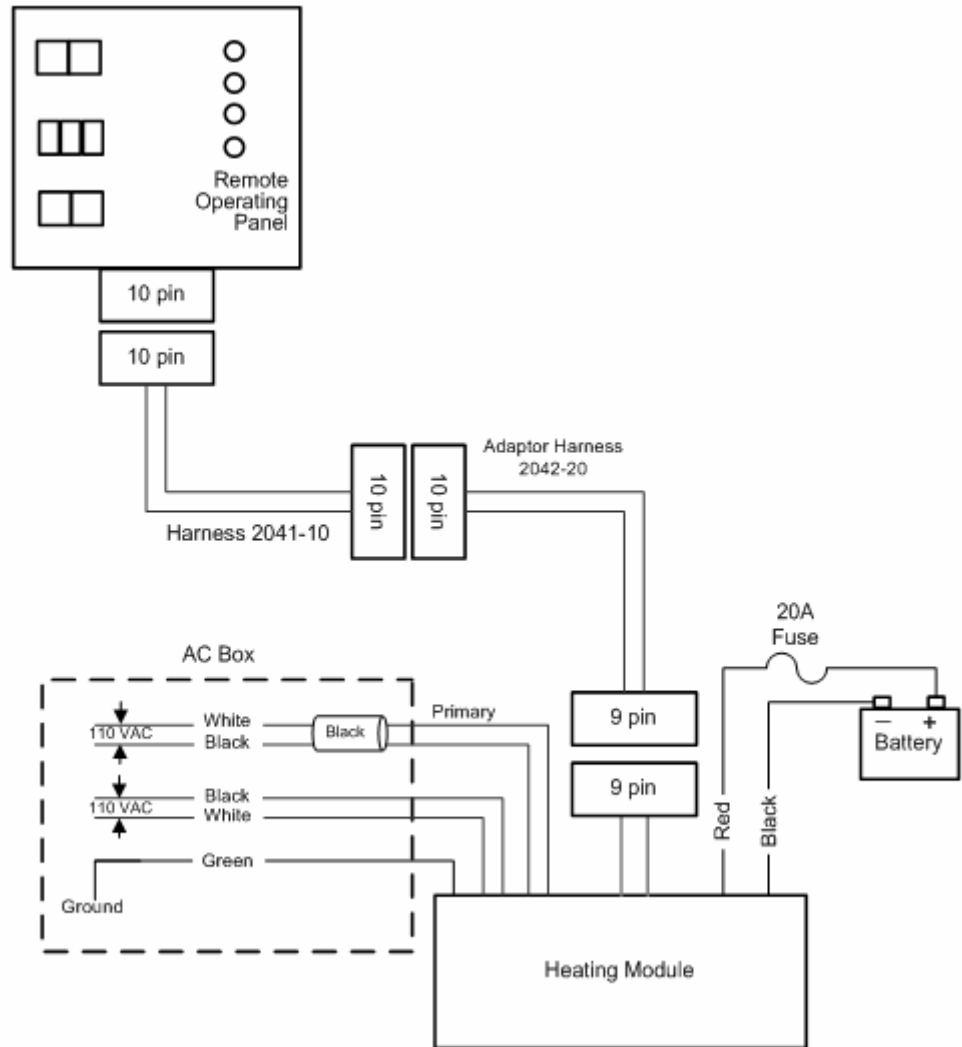 Remote
Operating
Panel
10 pin
10 pin
10 pin
10 pin
Adaptor Harness
2042-20
Harness 2041-10
20A
Fuse
AC Box
White
Primary
110 VAC
Black
Black
9 pin
— +
Battery
Black
110 VAC
White
9 pin
Red
Black
Green
Ground
Heating Module